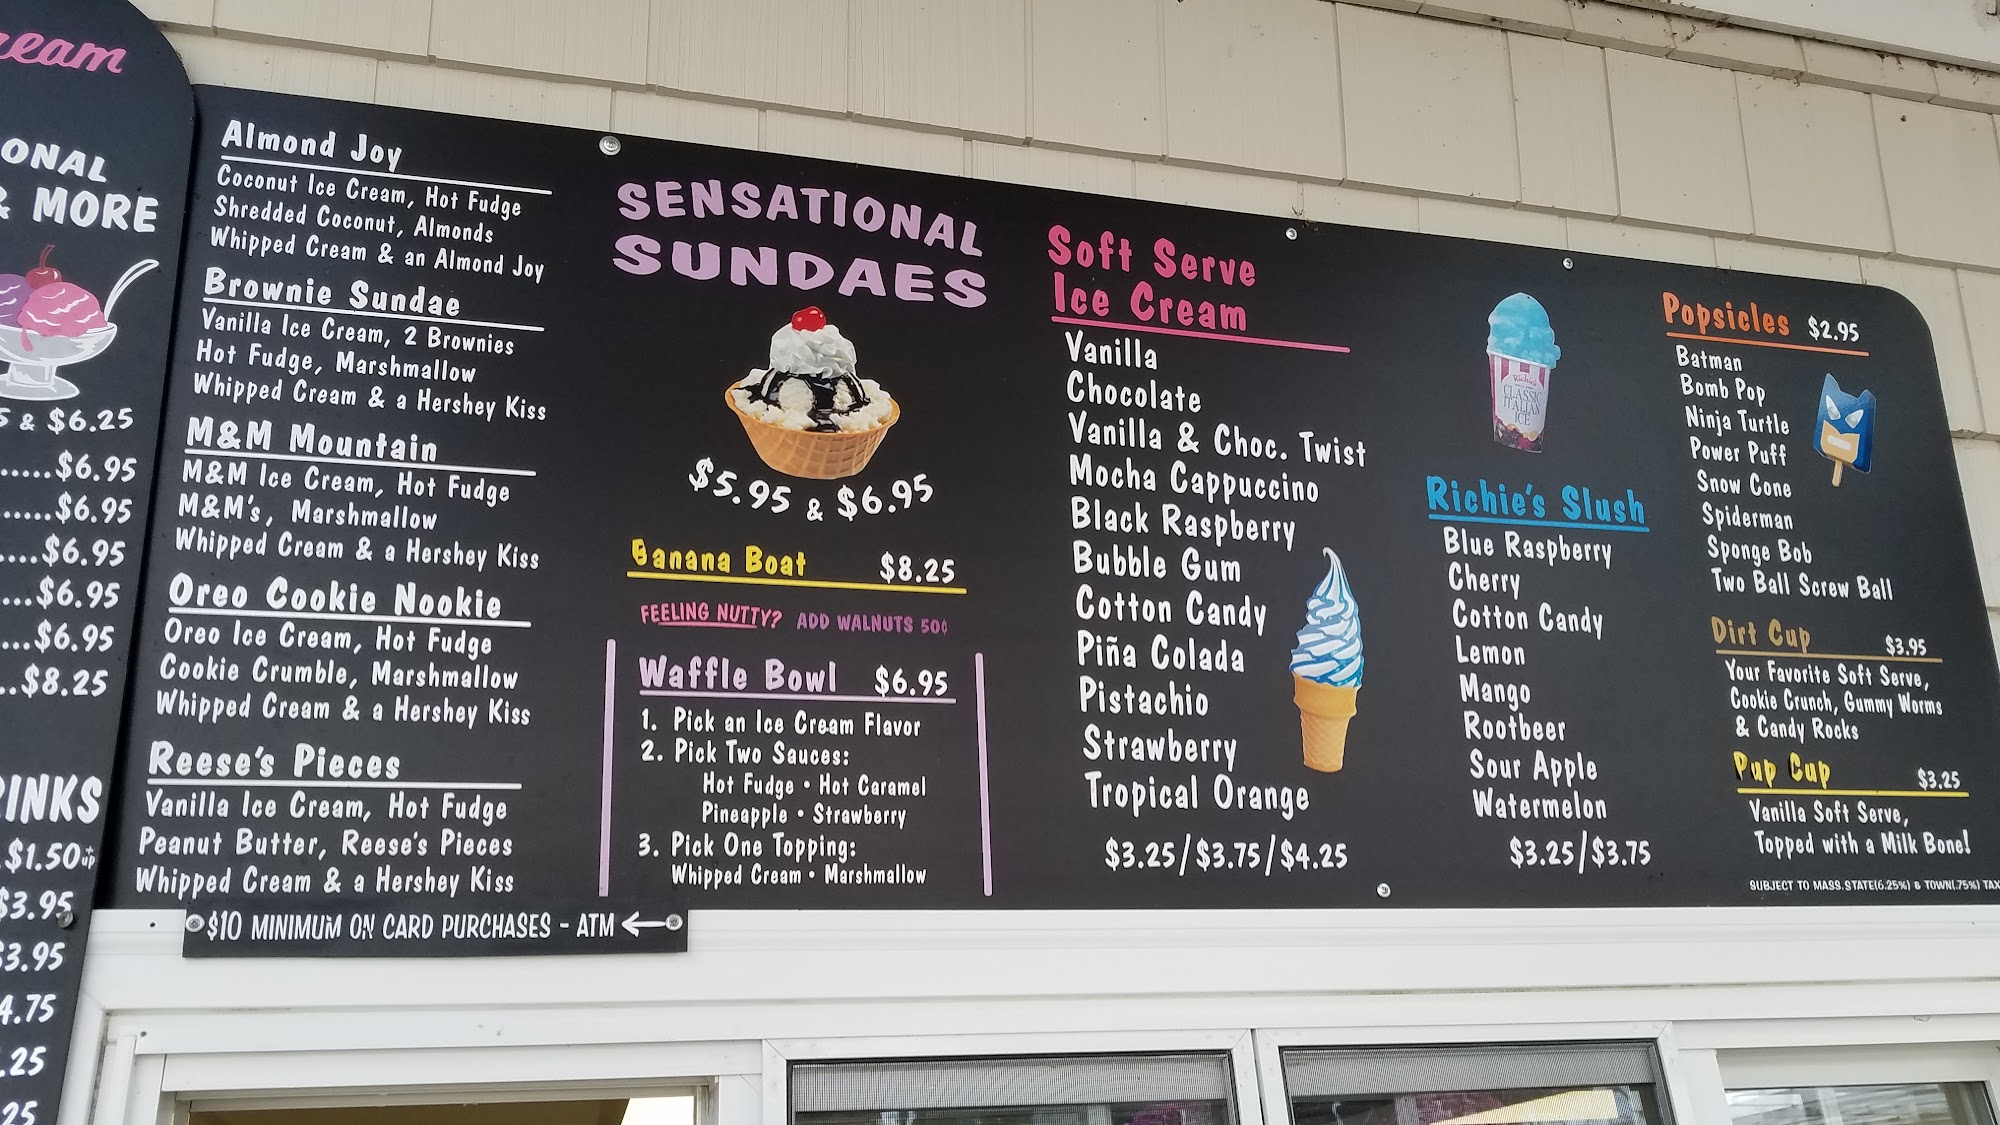 ream
ONAL
& MORE
5 & $6.25
.....$6.95
.....$6.95
....$6.95
...$6.95
...$6.95
..$8.25
RINKS
$1.50 & up
$3.95
$3.95
4.75
.25
25
Almond Joy
Coconut Ice Cream, Hot Fudge
Shredded Coconut, Almonds
Whipped Cream & an Almond Joy
Brownie Sundae
Vanilla Ice Cream, 2 Brownies
Hot Fudge, Marshmallow
Whipped Cream & a Hershey Kiss
M&M Mountain
M&M Ice Cream, Hot Fudge
M&M's, Marshmallow
Whipped Cream & a Hershey Kiss
Oreo Cookie Nookie
Oreo Ice Cream, Hot Fudge
Cookie Crumble, Marshmallow
Whipped Cream & a Hershey Kiss
Reese's Pieces
Vanilla Ice Cream, Hot Fudge
Peanut Butter, Reese's Pieces
Whipped Cream & a Hershey Kiss
$10 MINIMUM ON CARD PURCHASES - ATM ←
SENSATIONAL
SUNDAES
$5.95 & $6.95
Banana Boat $8.25
FEELING NUTTY? ADD WALNUTS 50¢
Waffle Bowl $6.95
1. Pick an Ice Cream Flavor
2. Pick Two Sauces:
Hot Fudge • Hot Caramel
Pineapple • Strawberry
3. Pick One Topping:
Whipped Cream • Marshmallow
Soft Serve
Ice Cream
Vanilla
Chocolate
Vanilla & Choc. Twist
Mocha Cappuccino
Black Raspberry
Bubble Gum
Cotton Candy
Piña Colada
Pistachio
Strawberry
Tropical Orange
$3.25/$3.75/$4.25
Richie's
CLASSIC
ITALIAN
ICE
Richie's Slush
Blue Raspberry
Cherry
Cotton Candy
Lemon
Mango
Rootbeer
Sour Apple
Watermelon
$3.25/$3.75
Popsicles $2.95
Batman
Bomb Pop
Ninja Turtle
Power Puff
Snow Cone
Spiderman
Sponge Bob
Two Ball Screw Ball
Dirt Cup $3.95
Your Favorite Soft Serve,
Cookie Crunch, Gummy Worms
& Candy Rocks
Pup Cup $3.25
Vanilla Soft Serve,
Topped with a Milk Bone!
SUBJECT TO MASS.STATE(6.25%) & TOWN(.75%) TAX